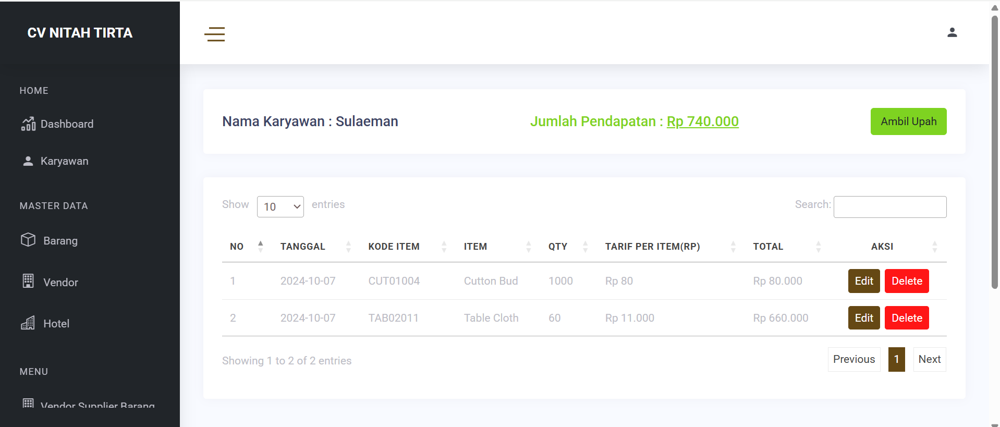 CV NITAH TIRTA
HOME
Dashboard
Karyawan
MASTER DATA
Barang
Vendor
Hotel
MENU
Vendor Supplier Barang
Nama Karyawan : Sulaeman
Jumlah Pendapatan : Rp 740.000
Ambil Upah
Show 10 entries
Search:
NO TANGGAL KODE ITEM ITEM QTY TARIF PER ITEM(RP) TOTAL AKSI
1 2024-10-07 CUT01004 Cutton Bud 1000 Rp 80 Rp 80.000 Edit Delete
2 2024-10-07 TAB02011 Table Cloth 60 Rp 11.000 Rp 660.000 Edit Delete
Showing 1 to 2 of 2 entries
Previous 1 Next